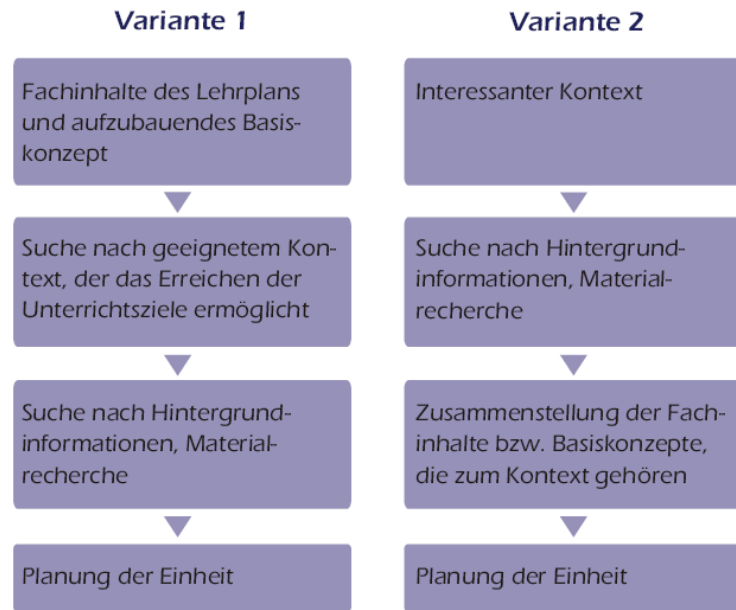 Variante 1
Fachinhalte des Lehrplans
und aufzubauendes Basis-
konzept
Suche nach geeignetem Kon-
text, der das Erreichen der
Unterrichtsziele ermöglicht
Suche nach Hintergrund-
informationen, Material-
recherche
Planung der Einheit
Variante 2
Interessanter Kontext
Suche nach Hintergrund-
informationen, Material-
recherche
Zusammenstellung der Fach-
inhalte bzw. Basiskonzepte,
die zum Kontext gehören
Planung der Einheit